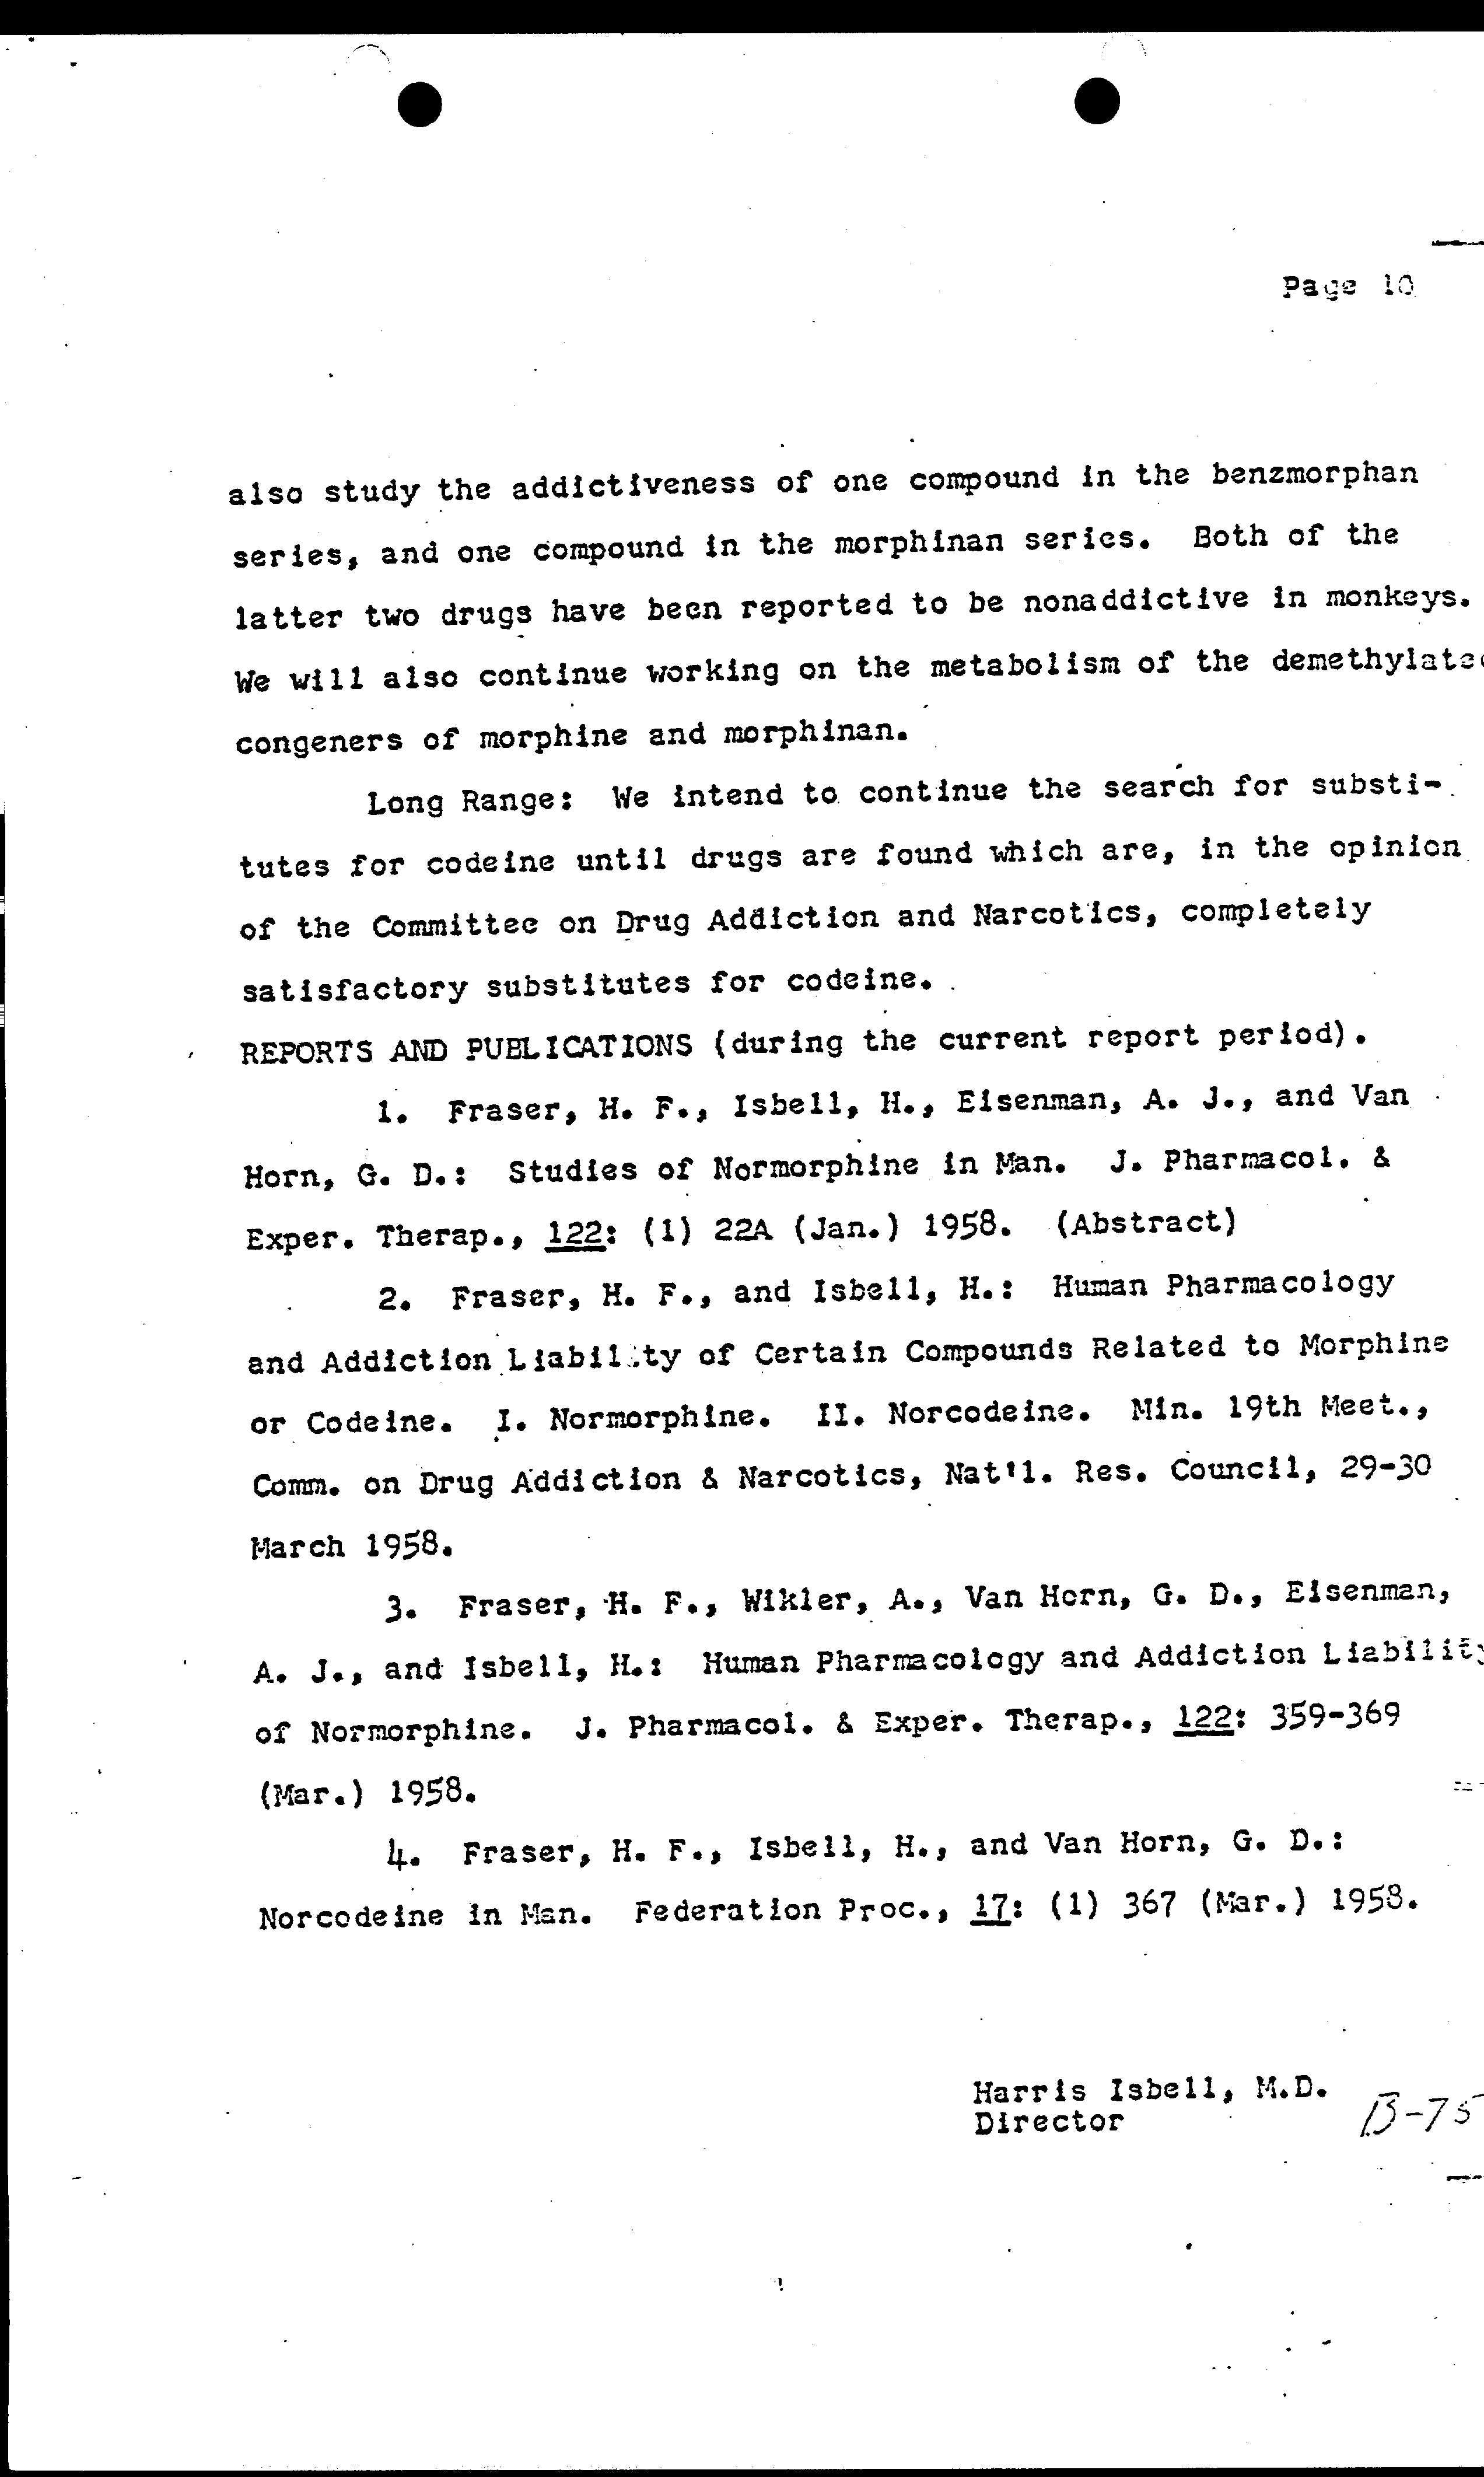 Page 10
also study the addictiveness of one compound in the benzmorphan
series, and one compound in the morphinan series. Both of the
latter two drugs have been reported to be nonaddictive in monkeys.
We will also continue working on the metabolism of the demethylated
congeners of morphine and morphinan.
Long Range: We intend to continue the search for substi-
tutes for codeine until drugs are found which are, in the opinion
of the Committee on Drug Addiction and Narcotics, completely
satisfactory substitutes for codeine.
REPORTS AND PUBLICATIONS (during the current report period).
1. Fraser, H. F., Isbell, H., Eisenman, A. J., and Van
Horn, G. D.: Studies of Normorphine in Man. J. Pharmacol. &
Exper. Therap., 122: (1) 22A (Jan.) 1958. (Abstract)
2. Fraser, H. F., and Isbell, H.: Human Pharmacology
and Addiction Liability of Certain Compounds Related to Morphine
or Codeine. I. Normorphine. II. Norcodeine. Min. 19th Meet.,
Comm. on Drug Addiction & Narcotics, Nat'l. Res. Council, 29-30
March 1958.
3. Fraser, H. F., Wikler, A., Van Horn, G. D., Eisenman,
A. J., and Isbell, H.: Human Pharmacology and Addiction Liability
of Normorphine. J. Pharmacol. & Exper. Therap., 122: 359-369
(Mar.) 1958.
4. Fraser, H. F., Isbell, H., and Van Horn, G. D.:
Norcodeine in Man. Federation Proc., 17: (1) 367 (Mar.) 1958.
Harris Isbell, M.D.
Director
B-75